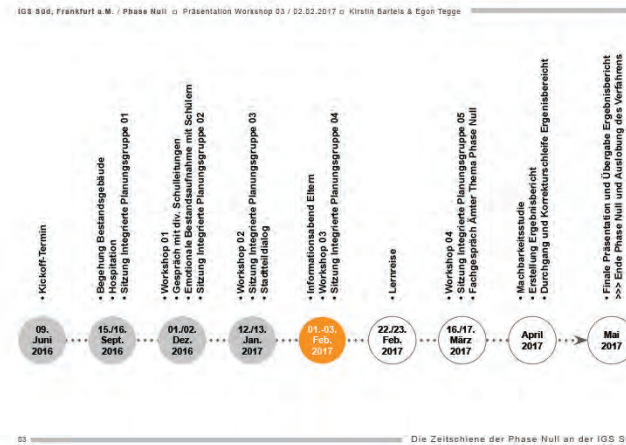 IGS Süd, Frankfurt a.M. / Phase Null □ Präsentation Workshop 03 / 02.02.2017 □ Kirstin Bartels & Egon Tegge
• Kickoff-Termin
• Begehung Bestandsgebäude
• Hospitation
• Sitzung Integrierte Planungsgruppe 01
• Workshop 01
• Gespräch mit div. Schulleitungen
• Emotionale Bestandsaufnahme mit Schülern
• Sitzung Integrierte Planungsgruppe 02
• Workshop 02
• Sitzung Integrierte Planungsgruppe 03
• Stadtteildialog
• Informationsabend Eltern
• Workshop 03
• Sitzung Integrierte Planungsgruppe 04
• Lernreise
• Workshop 04
• Sitzung Integrierte Planungsgruppe 05
• Fachgespräch Ämter Thema Phase Null
• Machbarkeitsstudie
• Erstellung Ergebnisbericht
• Durchgang und Korrekturschleife Ergenisbereicht
• Finale Präsentation und Übergabe Ergebnisbericht
>>> Ende Phase Null und Auslobung des Verfahrens
09.
Juni
2016
15./16.
Sept.
2016
01./02.
Dez.
2016
12./13.
Jan.
2017
01.-03.
Feb.
2017
22./23.
Feb.
2017
16./17.
März
2017
April
2017
Mai
2017
03
Die Zeitschiene der Phase Null an der IGS S